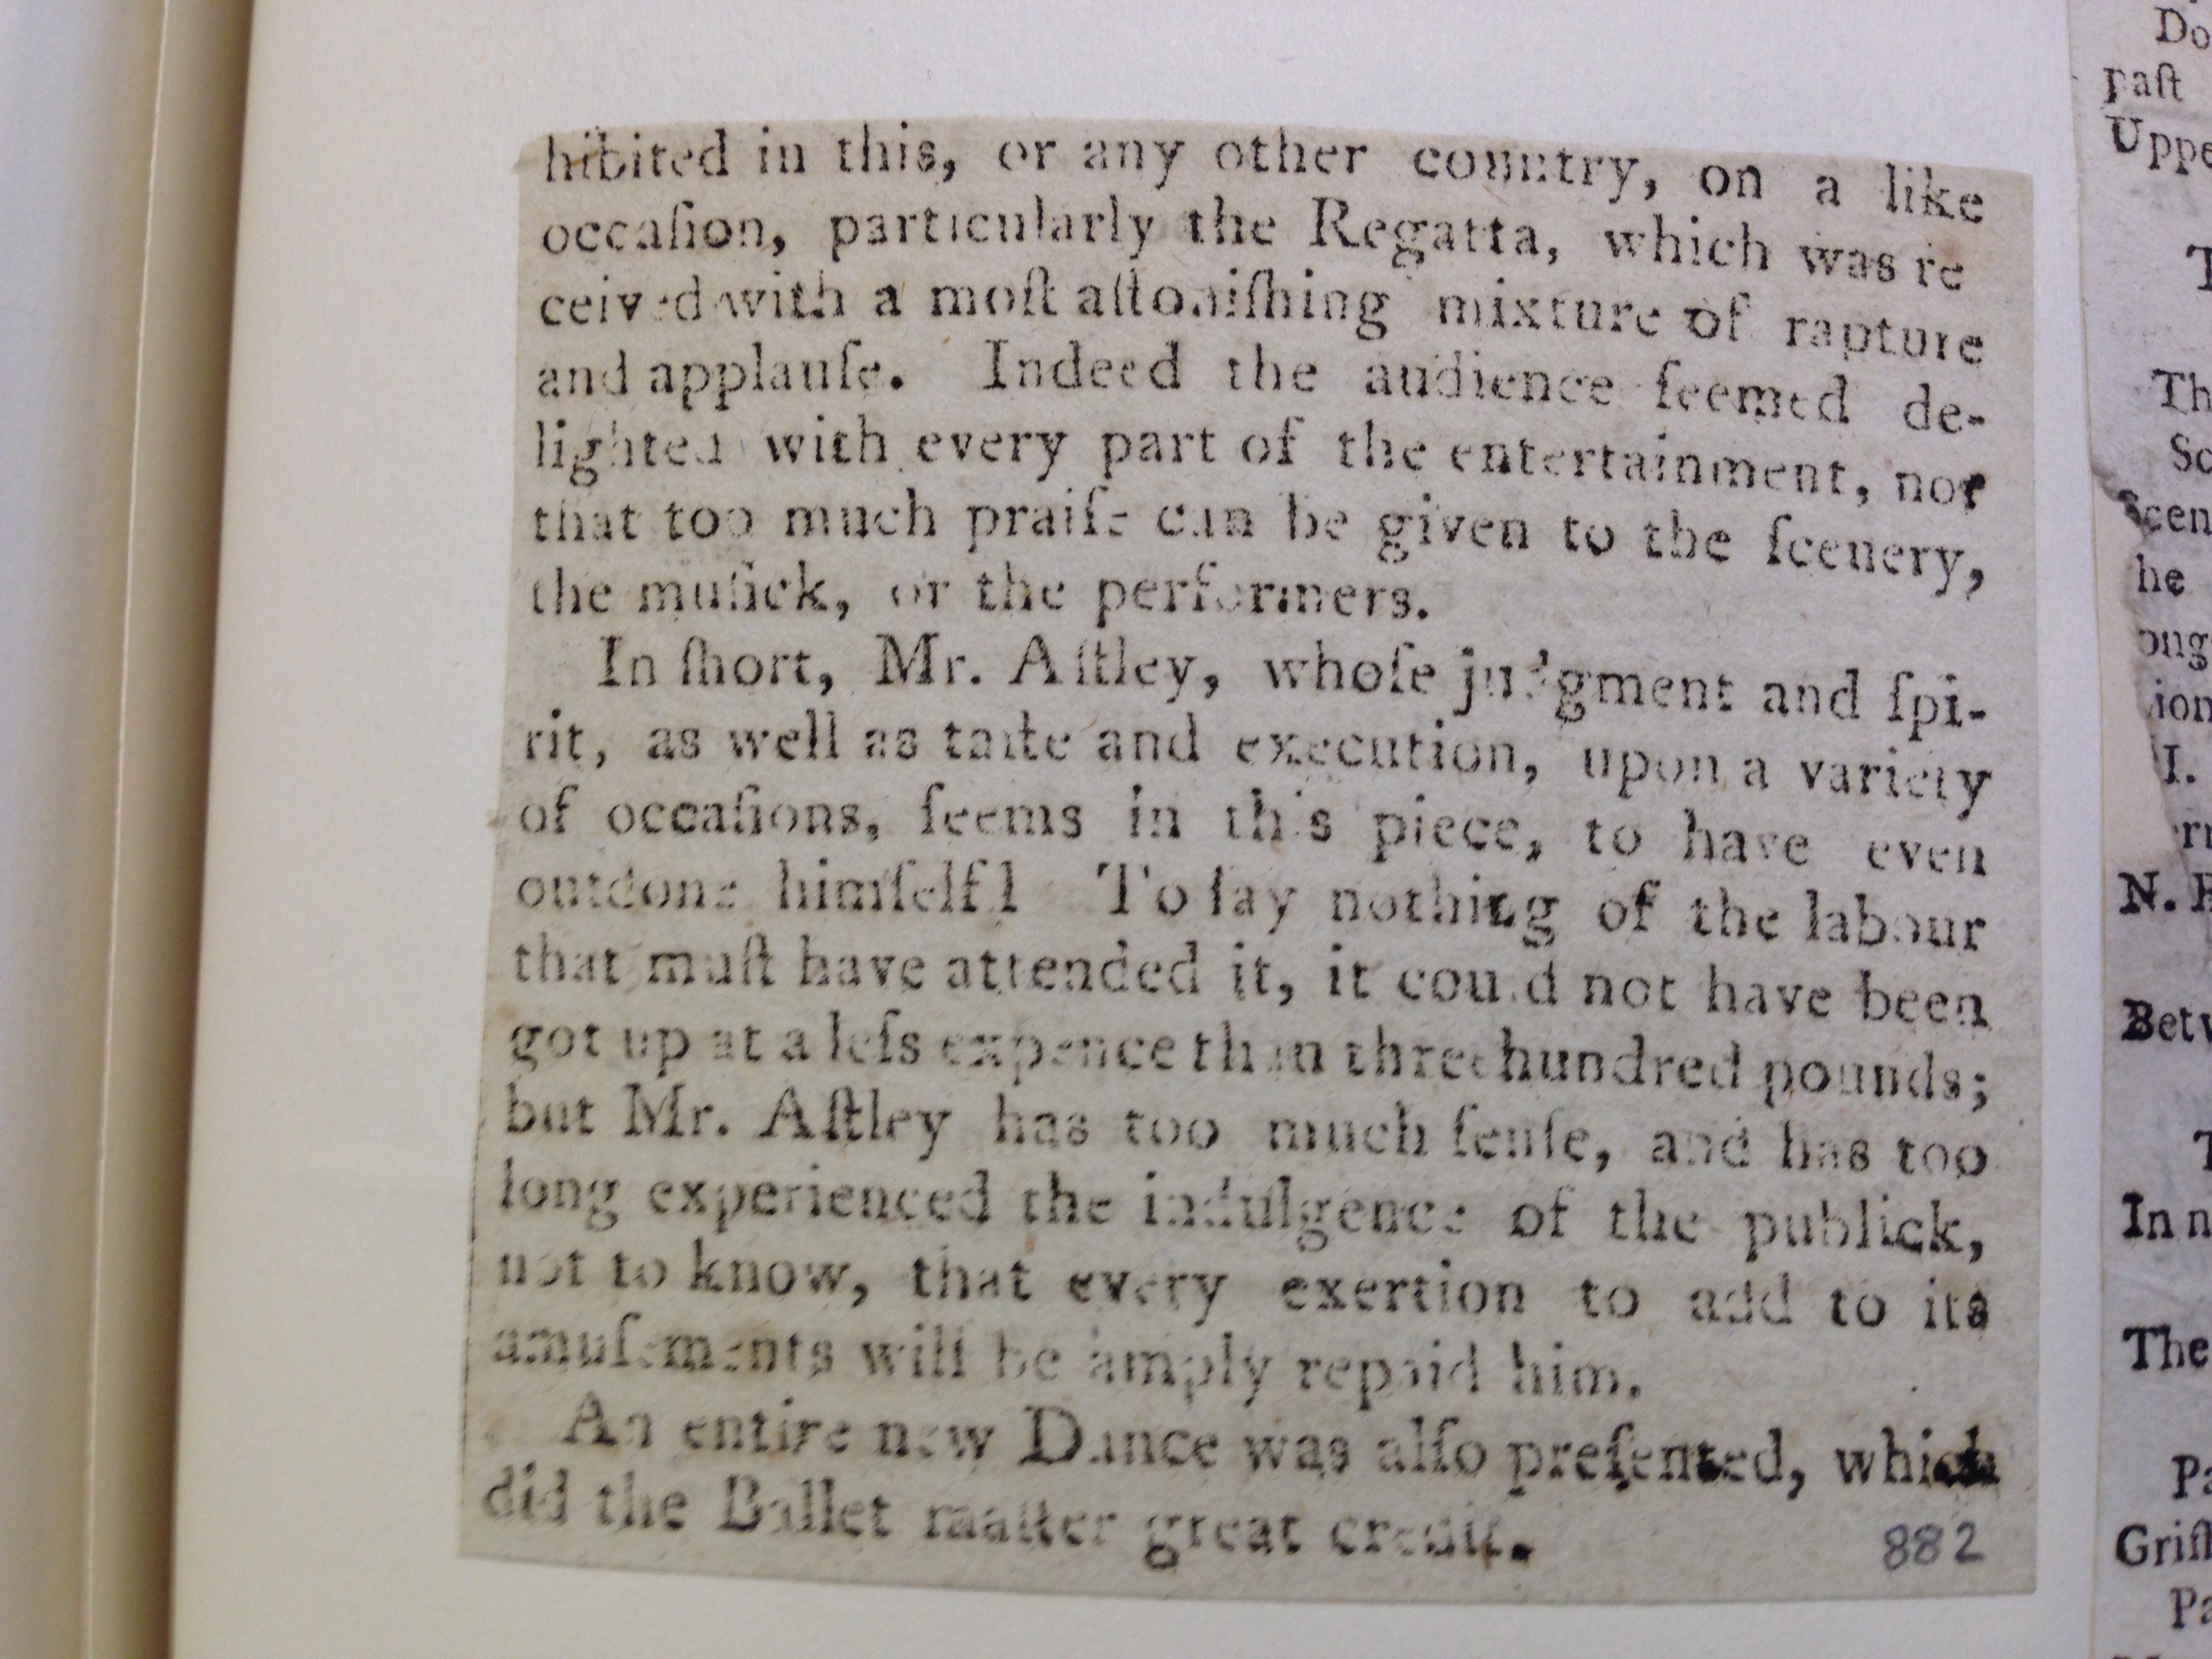 hibited in this, or any other country, on a like
occaſion, particularly the Regatta, which was re
ceived with a moſt aſtoniſhing mixture of rapture
and applauſe. Indeed the audience ſeemed de-
lighted with every part of the entertainment, nor
that too much praiſe can be given to the ſcenery,
the muſick, or the performers.
In ſhort, Mr. Aſtley, whoſe judgment and ſpi-
rit, as well as taſte and execution, upon a variety
of occaſions, ſeems in this piece, to have even
outdone himſelf! To ſay nothing of the labour
that muſt have attended it, it could not have been
got up at a leſs expence than three hundred pounds;
but Mr. Aſtley has too much ſenſe, and has too
long experienced the indulgence of the publick,
not to know, that every exertion to add to its
amuſements will be amply repaid him.
An entire new Dance was alſo preſented, which
did the Ballet maſter great credit.
882
Do
paſt
Uppe
T
Th
Sc
Scen
he
ong
ion
I.
N.
Betw
T
In n
The
Pa
Griff
Pa